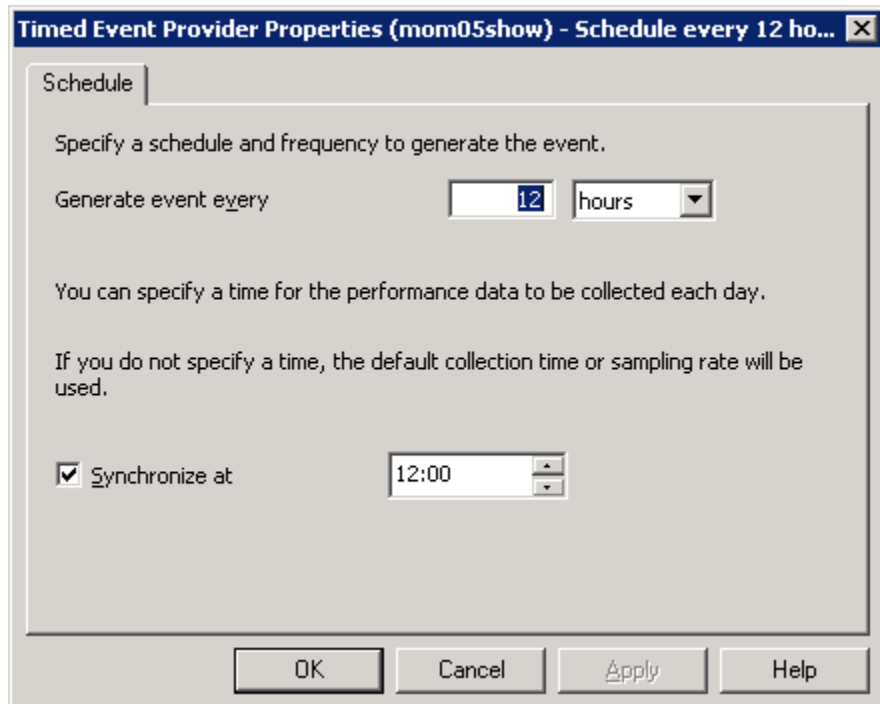 Timed Event Provider Properties (mom05show) - Schedule every 12 ho...
Schedule
Specify a schedule and frequency to generate the event.
Generate event every 12 hours
You can specify a time for the performance data to be collected each day.
If you do not specify a time, the default collection time or sampling rate will be
used.
Synchronize at 12:00
OK Cancel Apply Help